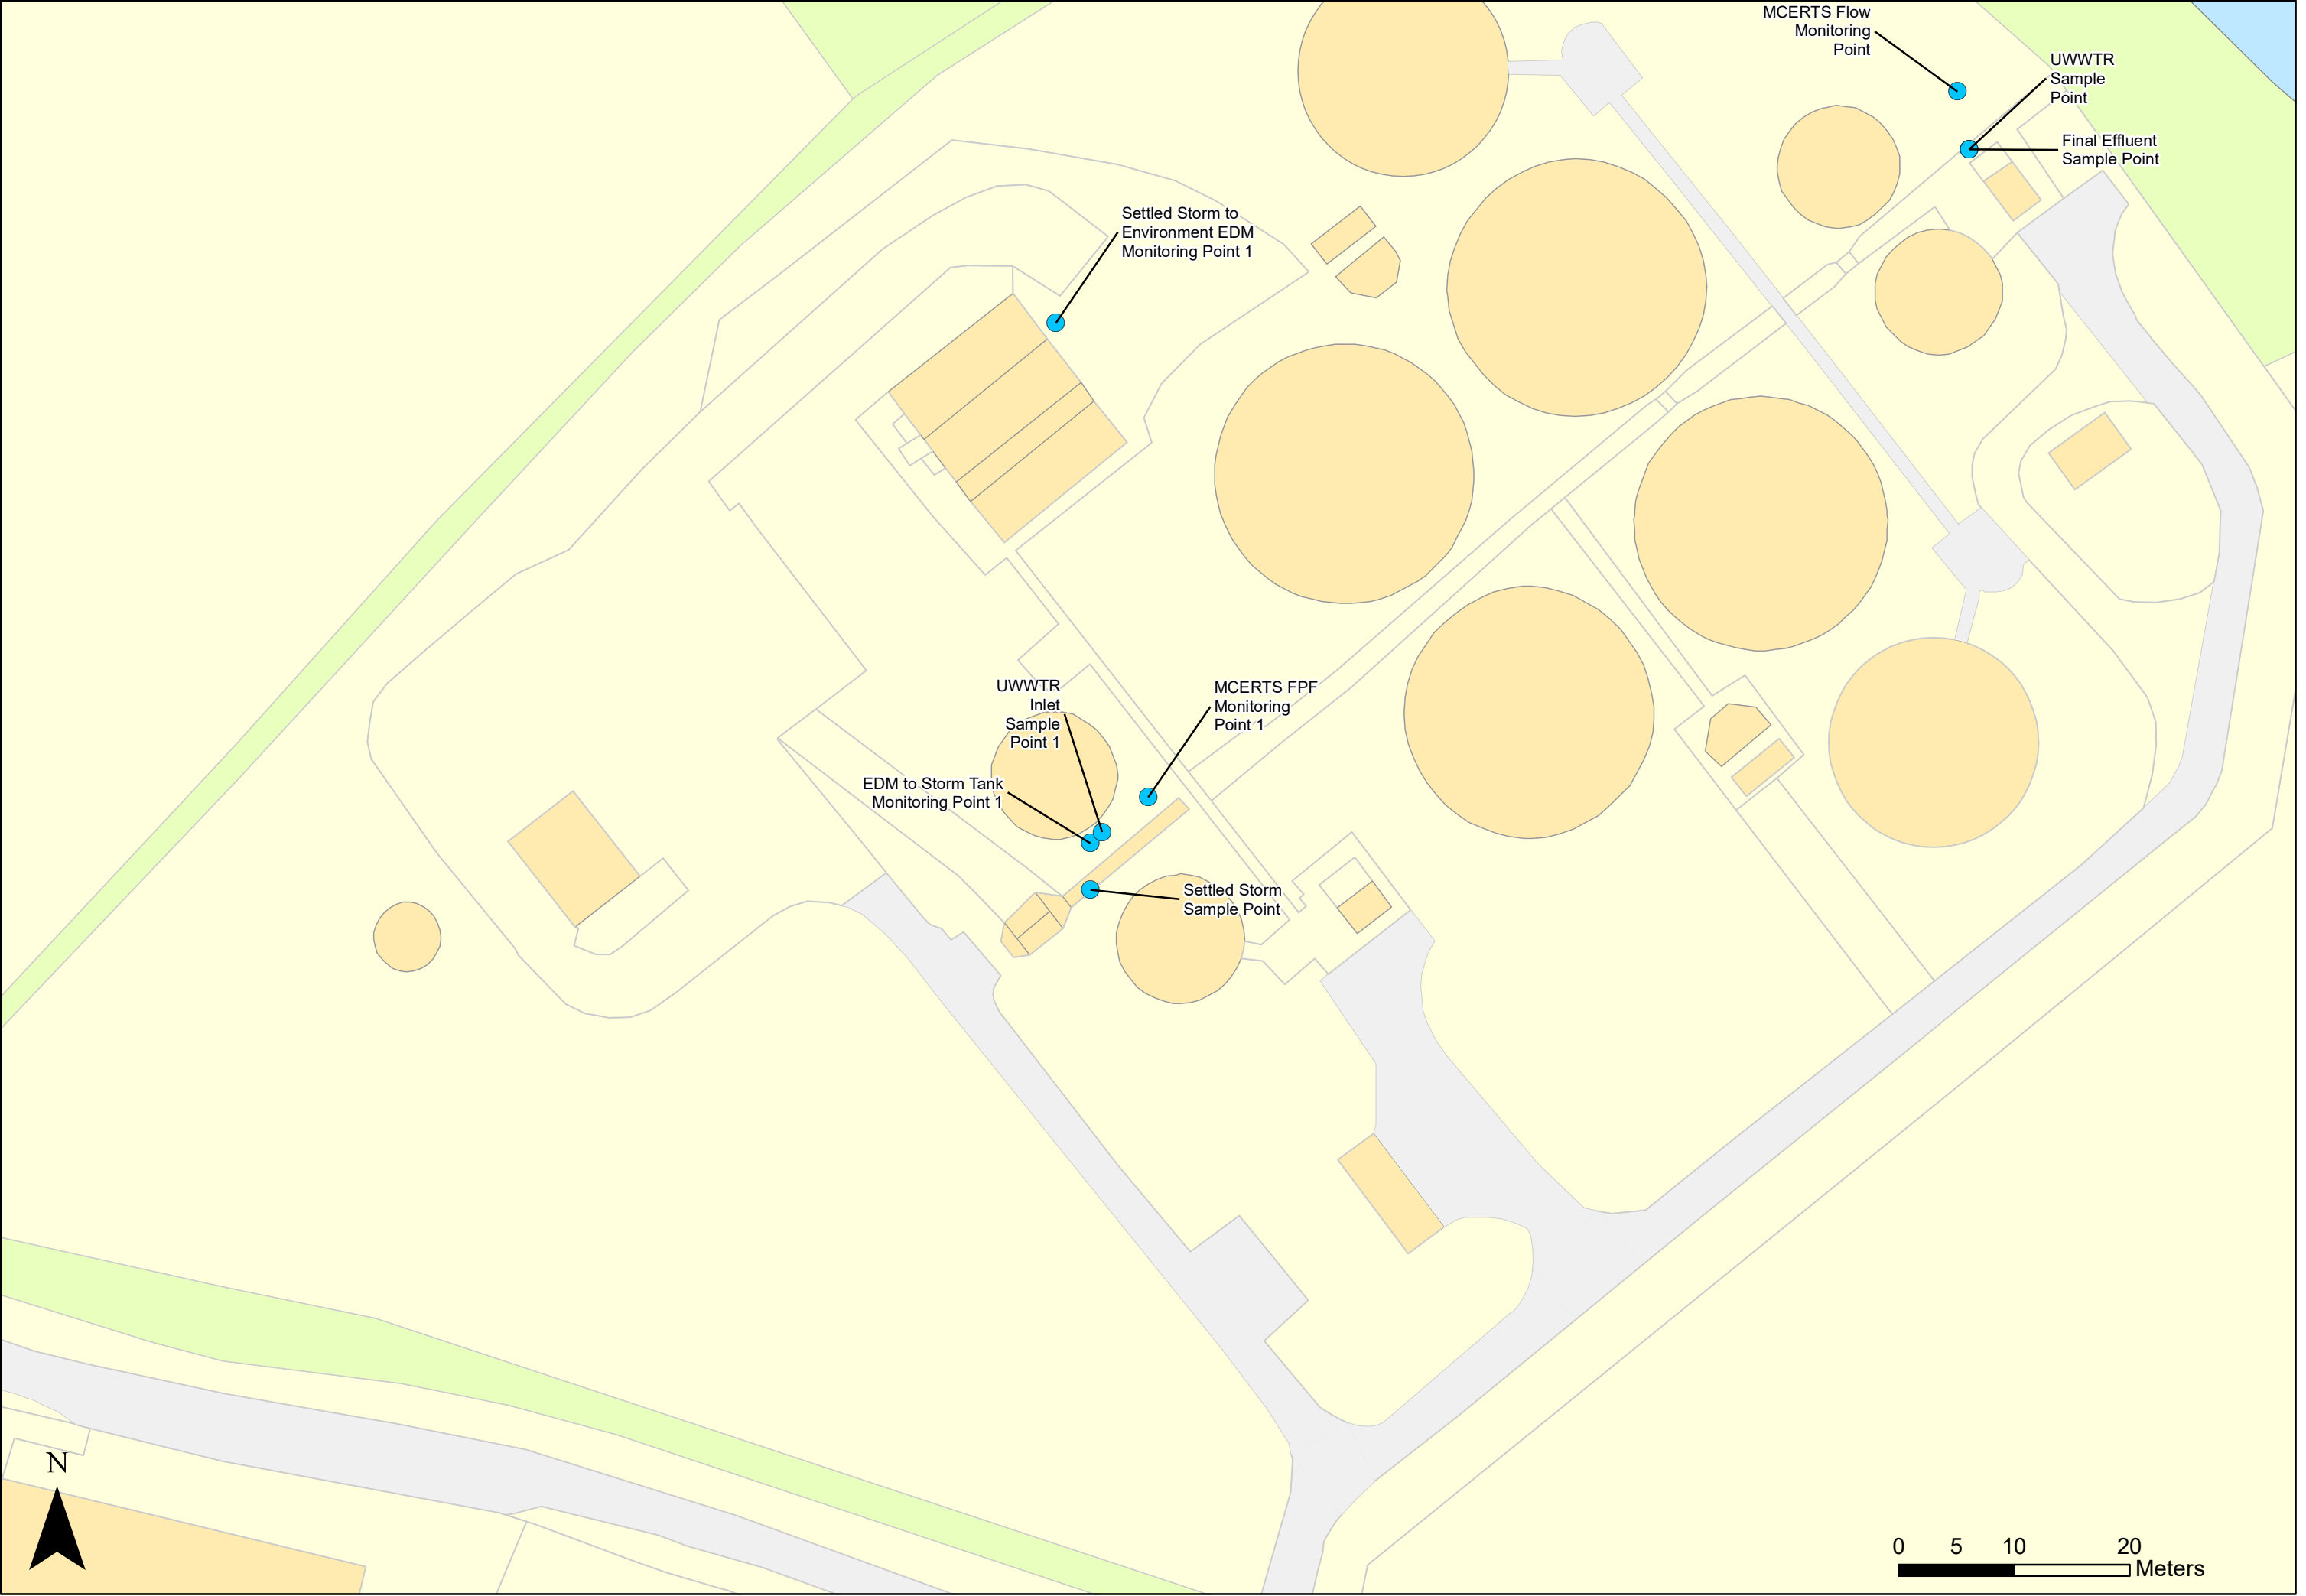 MCERTS Flow
Monitoring
Point
UWWTR
Sample
Point
Final Effluent
Sample Point
Settled Storm to
Environment EDM
Monitoring Point 1
UWWTR
Inlet
Sample
Point 1
MCERTS FPF
Monitoring
Point 1
EDM to Storm Tank
Monitoring Point 1
Settled Storm
Sample Point
N
0 5 10 20
Meters